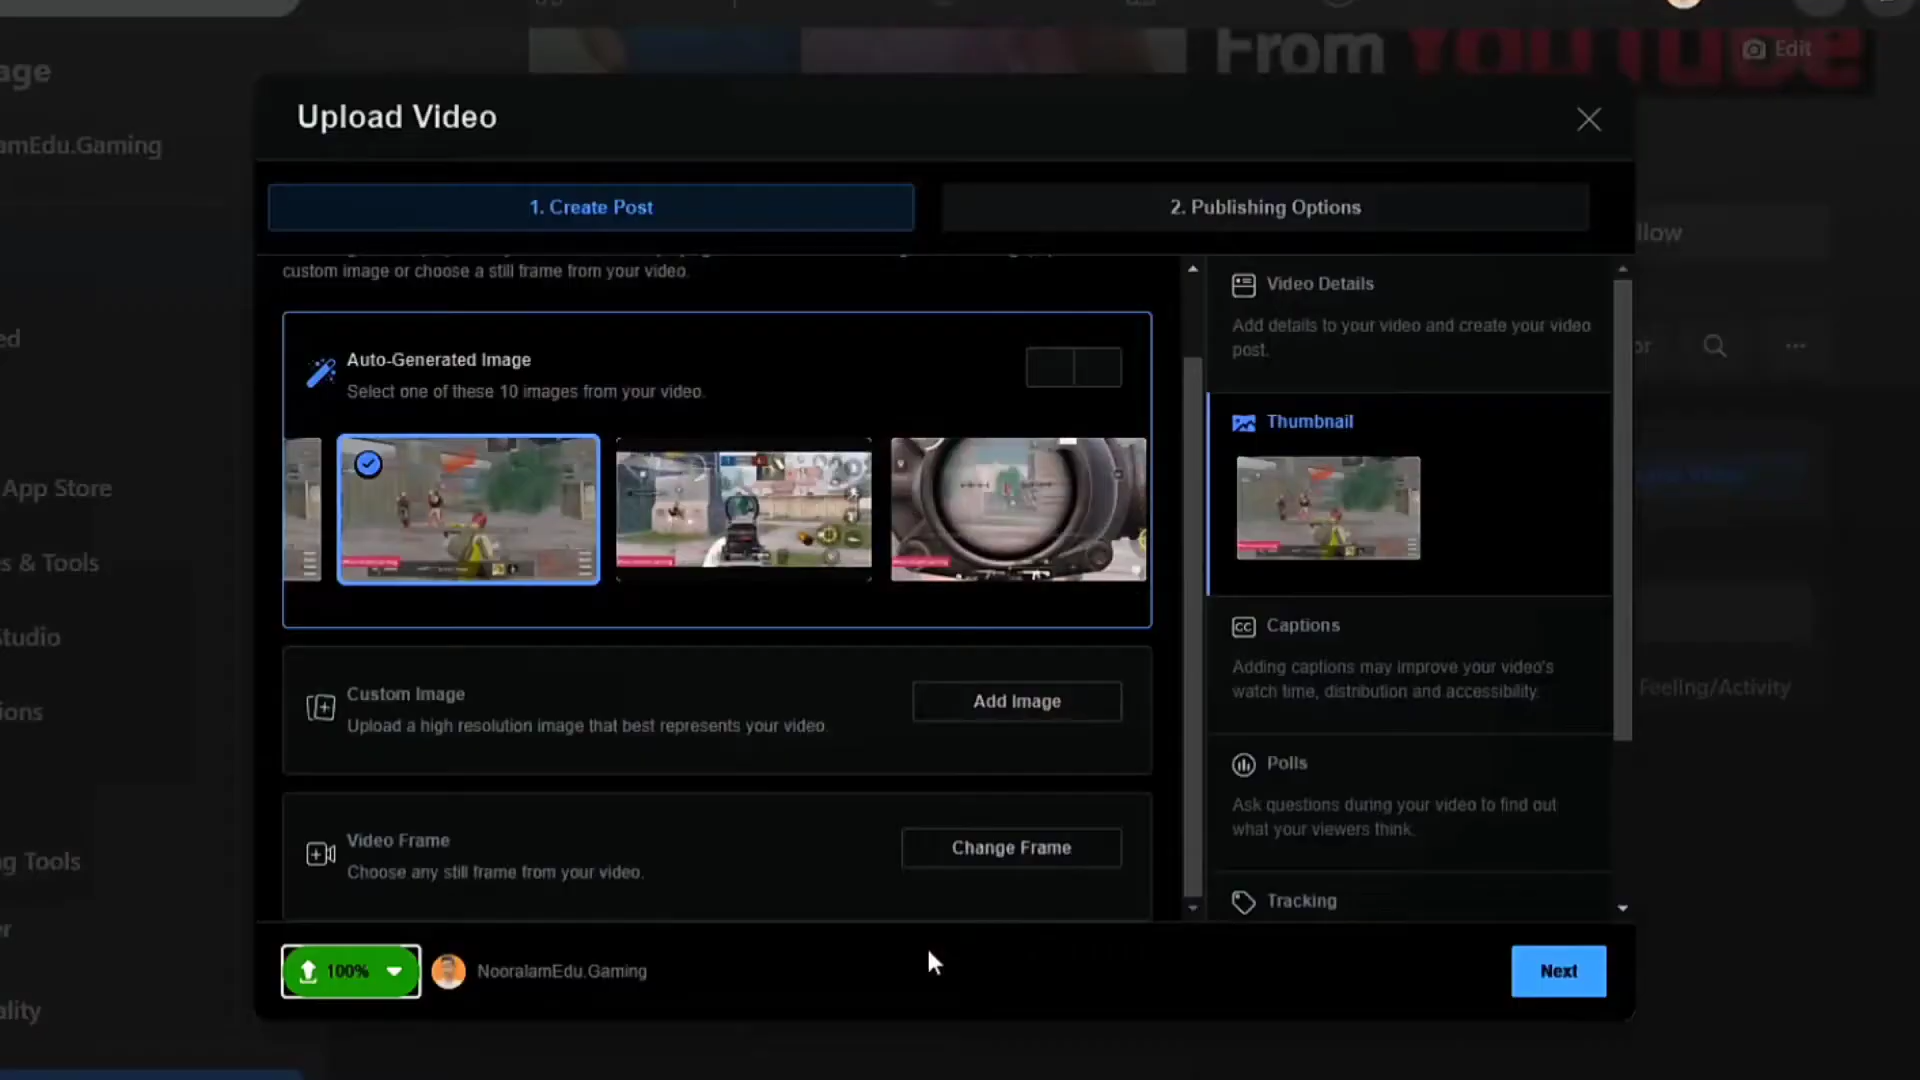 From YOUTUBE
Edit
age
amEdu.Gaming
Upload Video
1. Create Post
2. Publishing Options
llow
custom image or choose a still frame from your video.
Auto-Generated Image
Select one of these 10 images from your video.
Video Details
Add details to your video and create your video
post.
Thumbnail
ed
App Store
s & Tools
Studio
ions
Custom Image
Upload a high resolution image that best represents your video.
Add Image
Captions
Adding captions may improve your video's
watch time, distribution and accessibility.
Feeling/Activity
Polls
Ask questions during your video to find out
what your viewers think.
Video Frame
Choose any still frame from your video.
Change Frame
ng Tools
Tracking
r
100%
NooralamEdu.Gaming
Next
ality